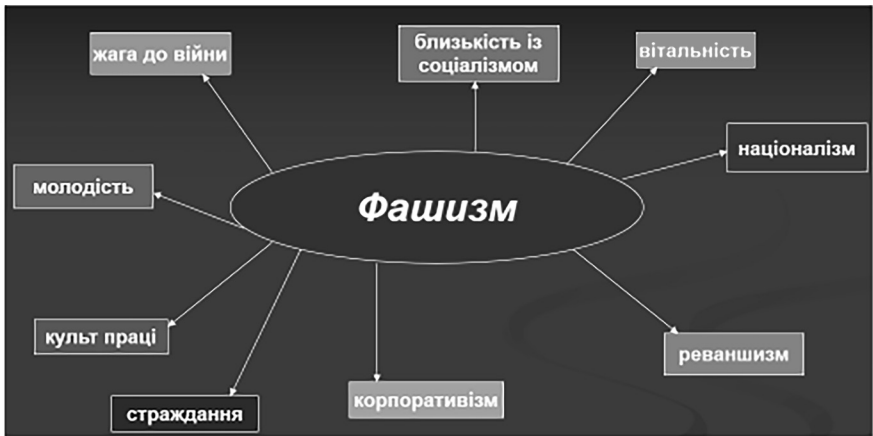 жага до війни
близькість із
соціалізмом
вітальність
націоналізм
молодість
Фашизм
культ праці
реваншизм
страждання
корпоративізм